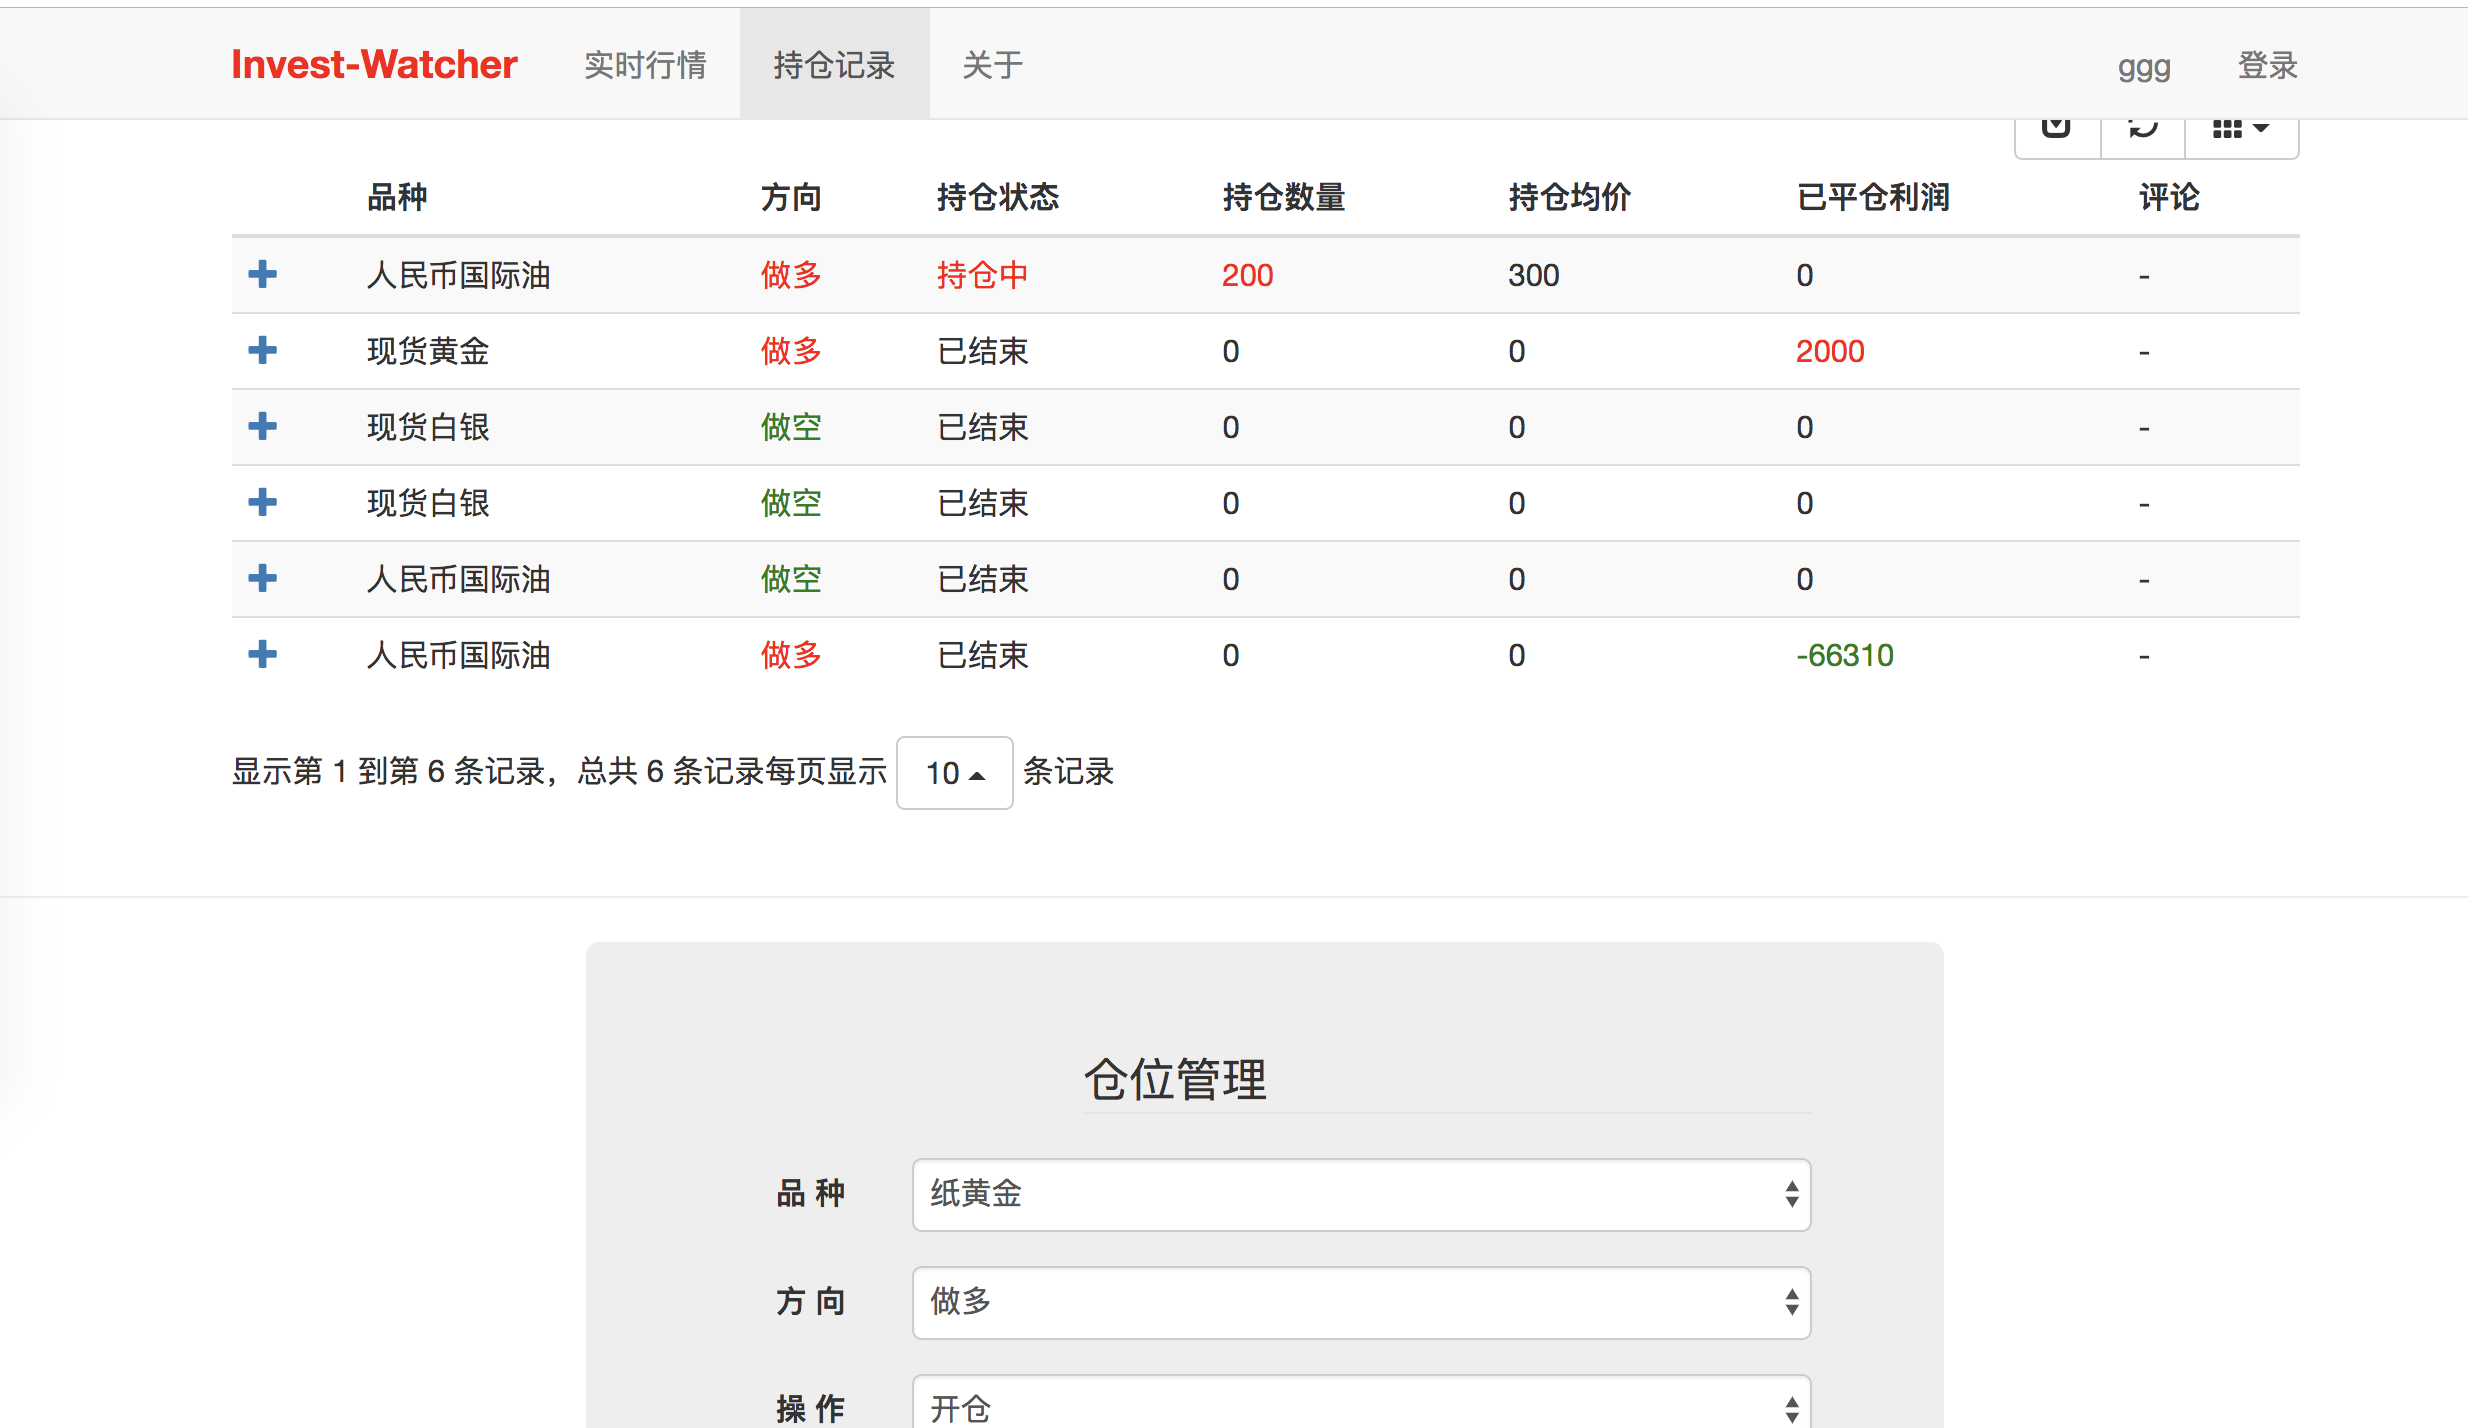 Invest-Watcher 实时行情 持仓记录 关于 ggg 登录
品种 方向 持仓状态 持仓数量 持仓均价 已平仓利润 评论
人民币国际油 做多 持仓中 200 300 0 -
现货黄金 做多 已结束 0 0 2000 -
现货白银 做空 已结束 0 0 0 -
现货白银 做空 已结束 0 0 0 -
人民币国际油 做空 已结束 0 0 0 -
人民币国际油 做多 已结束 0 0 -66310 -
显示第 1 到第 6 条记录，总共 6 条记录每页显示 10 条记录
仓位管理
品 种 纸黄金
方 向 做多
操 作 开仓